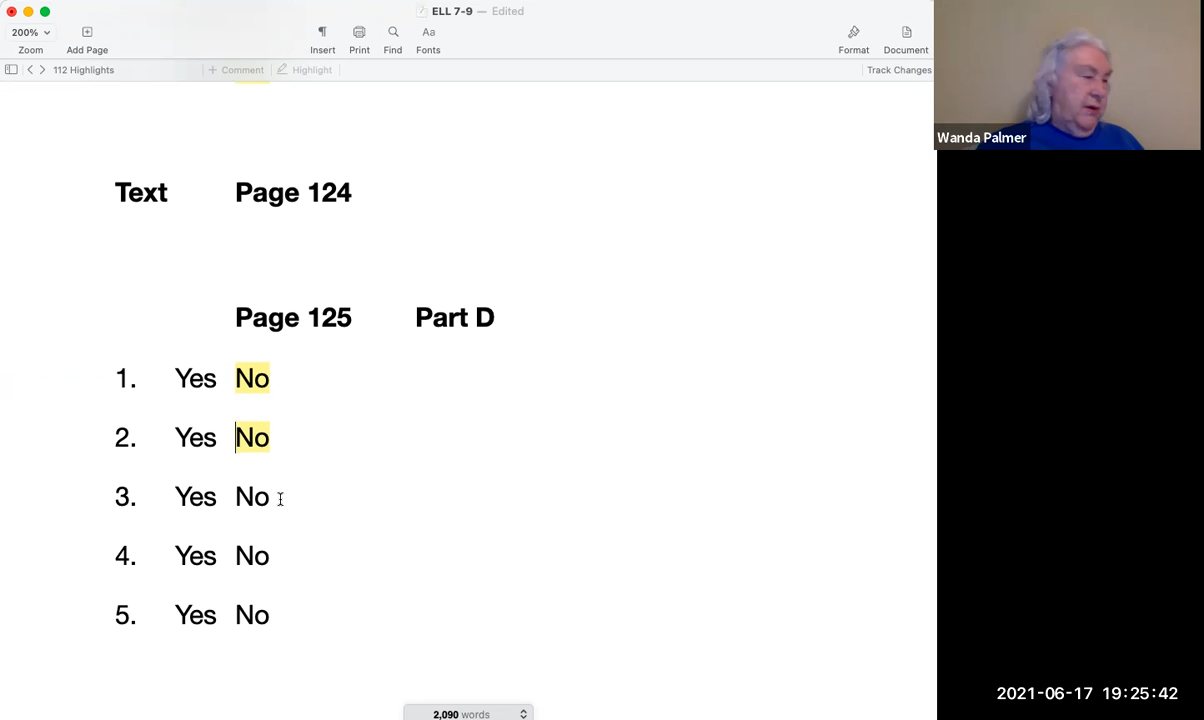 ELL 7-9 — Edited
200%
Zoom
Add Page
Insert
Print
Find
Aa
Fonts
Format
Document
112 Highlights
+ Comment
Highlight
Track Changes
Wanda Palmer
Text Page 124
Page 125 Part D
1. Yes No
2. Yes No
3. Yes No
4. Yes No
5. Yes No
2,090 words
2021-06-17 19:25:42